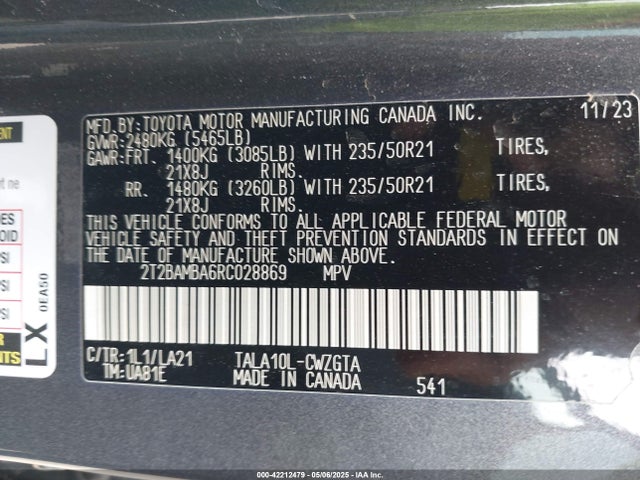 MFD.BY:TOYOTA MOTOR MANUFACTURING CANADA INC. 11/23
GVWR:2480KG (5465LB)
GAWR:FRT. 1400KG (3085LB) WITH 235/50R21 TIRES,
21X8J RIMS.
RR. 1480KG (3260LB) WITH 235/50R21 TIRES,
21X8J RIMS.
THIS VEHICLE CONFORMS TO ALL APPLICABLE FEDERAL MOTOR
VEHICLE SAFETY AND THEFT PREVENTION STANDARDS IN EFFECT ON
THE DATE OF MANUFACTURE SHOWN ABOVE.
2T2BAMBA6RC028869 MPV
C/TR:1L1/LA21 TALA10L-CWZGTA
TM:UA81E MADE IN CANADA 541
ne
PSI
PSI
PSI
LX
0EA50
000-42212479 — 05/06/2025 — IAA Inc.